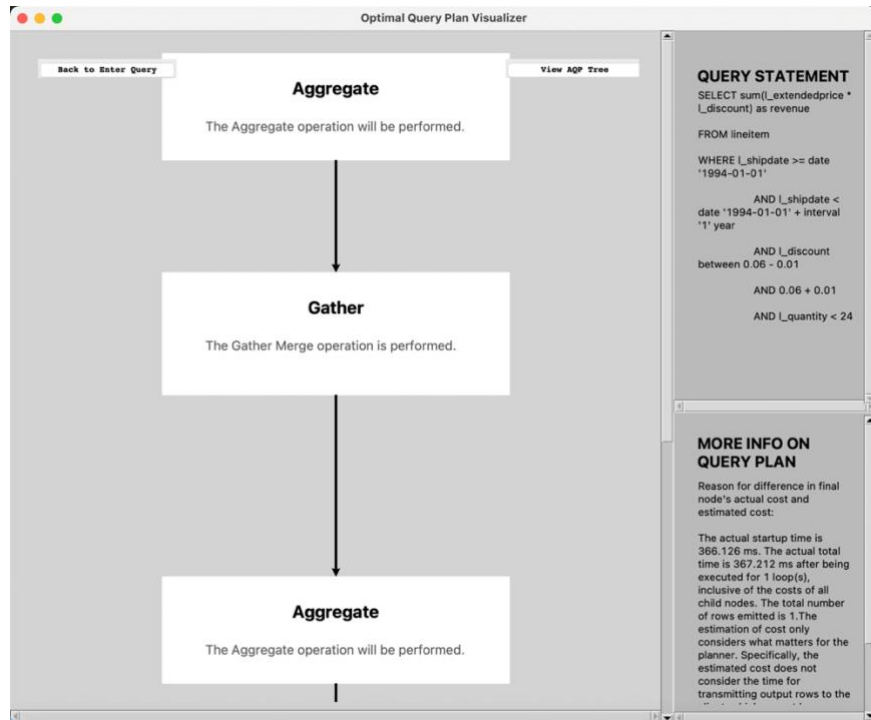 Optimal Query Plan Visualizer
Back to Enter Query
View AQP Tree
Aggregate
The Aggregate operation will be performed.
Gather
The Gather Merge operation is performed.
Aggregate
The Aggregate operation will be performed.
QUERY STATEMENT
SELECT sum(l_extendedprice *
l_discount) as revenue
FROM lineitem
WHERE l_shipdate >= date
'1994-01-01'
AND l_shipdate <
date '1994-01-01' + interval
'1' year
AND l_discount
between 0.06 - 0.01
AND 0.06 + 0.01
AND l_quantity < 24
MORE INFO ON
QUERY PLAN
Reason for difference in final
node's actual cost and
estimated cost:
The actual startup time is
366.126 ms. The actual total
time is 367.212 ms after being
executed for 1 loop(s),
inclusive of the costs of all
child nodes. The total number
of rows emitted is 1.The
estimation of cost only
considers what matters for the
planner. Specifically, the
estimated cost does not
consider the time for
transmitting output rows to the